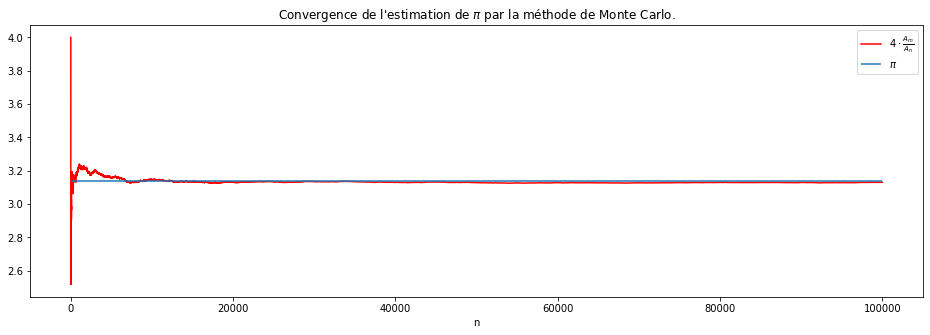 Convergence de l'estimation de π par la méthode de Monte Carlo.
4 · Aₘ/Aₙ
π
4.0
3.8
3.6
3.4
3.2
3.0
2.8
2.6
0 20000 40000 60000 80000 100000
n